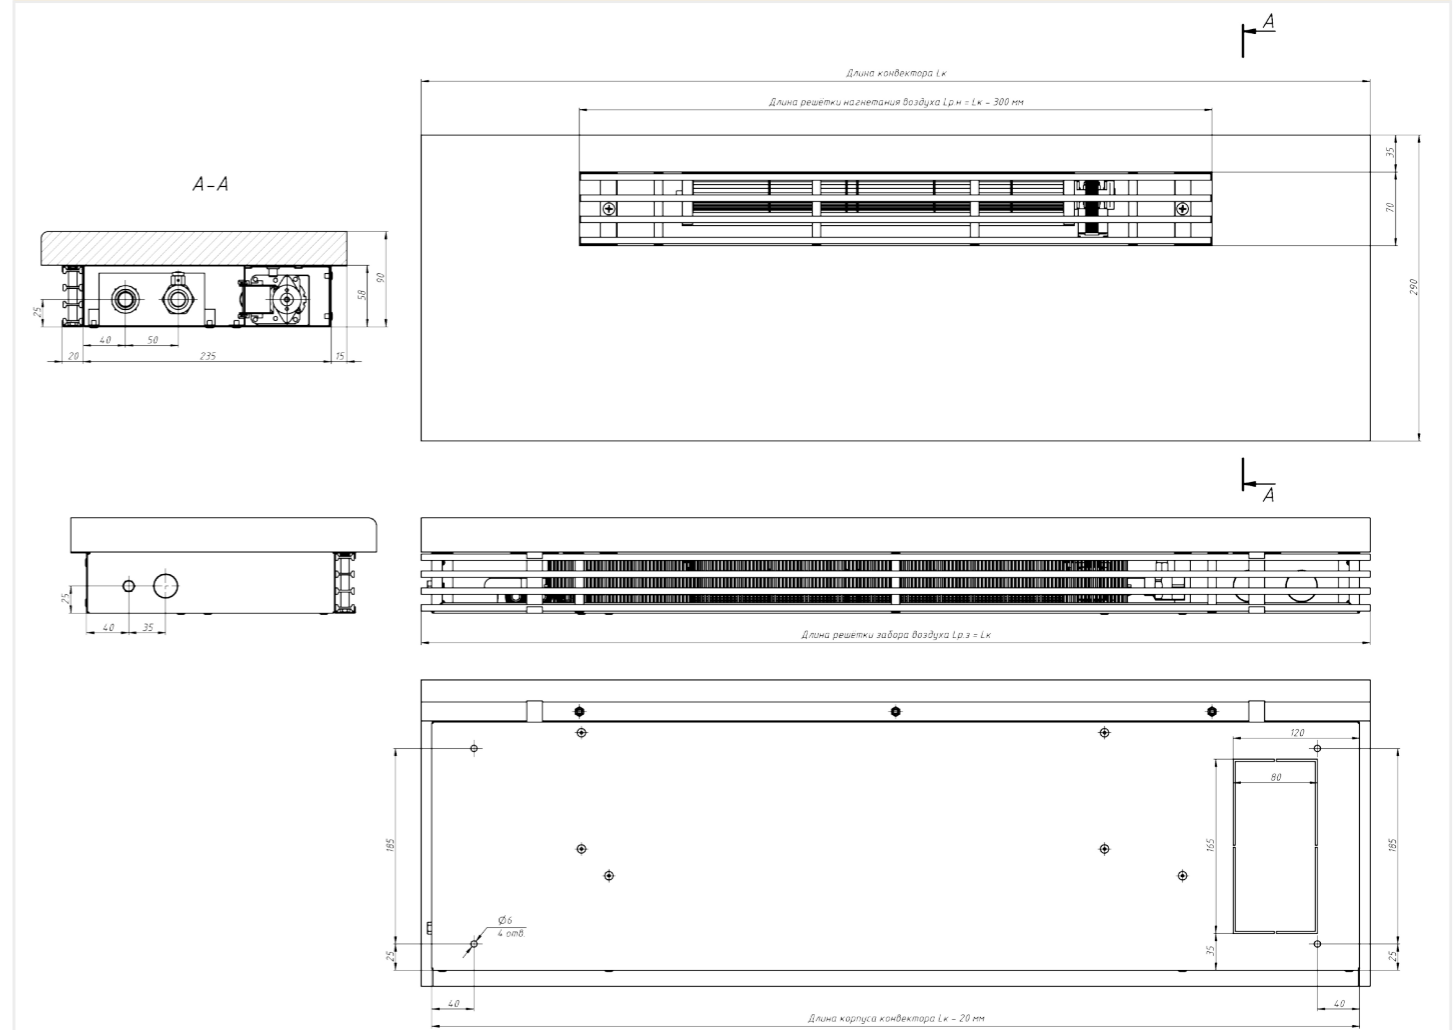 A
Длина конвектора Lк
Длина решётки нагнетания воздуха Lр.н = Lк – 300 мм
35
70
290
А-А
90
58
25
40
50
20
235
15
A
25
40
35
Длина решётки забора воздуха Lр.з = Lк
120
80
185
165
185
Ø6
4 отв.
25
35
25
40
40
Длина корпуса конвектора Lк – 20 мм